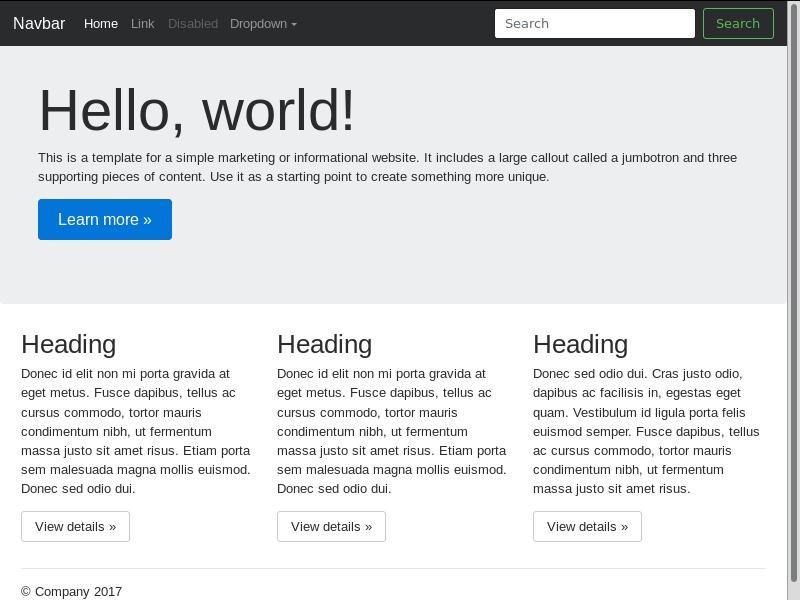 Navbar Home Link Disabled Dropdown Search Search
Hello, world!
This is a template for a simple marketing or informational website. It includes a large callout called a jumbotron and three
supporting pieces of content. Use it as a starting point to create something more unique.
Learn more »
Heading
Donec id elit non mi porta gravida at
eget metus. Fusce dapibus, tellus ac
cursus commodo, tortor mauris
condimentum nibh, ut fermentum
massa justo sit amet risus. Etiam porta
sem malesuada magna mollis euismod.
Donec sed odio dui.
View details »
Heading
Donec id elit non mi porta gravida at
eget metus. Fusce dapibus, tellus ac
cursus commodo, tortor mauris
condimentum nibh, ut fermentum
massa justo sit amet risus. Etiam porta
sem malesuada magna mollis euismod.
Donec sed odio dui.
View details »
Heading
Donec sed odio dui. Cras justo odio,
dapibus ac facilisis in, egestas eget
quam. Vestibulum id ligula porta felis
euismod semper. Fusce dapibus, tellus
ac cursus commodo, tortor mauris
condimentum nibh, ut fermentum
massa justo sit amet risus.
View details »
© Company 2017